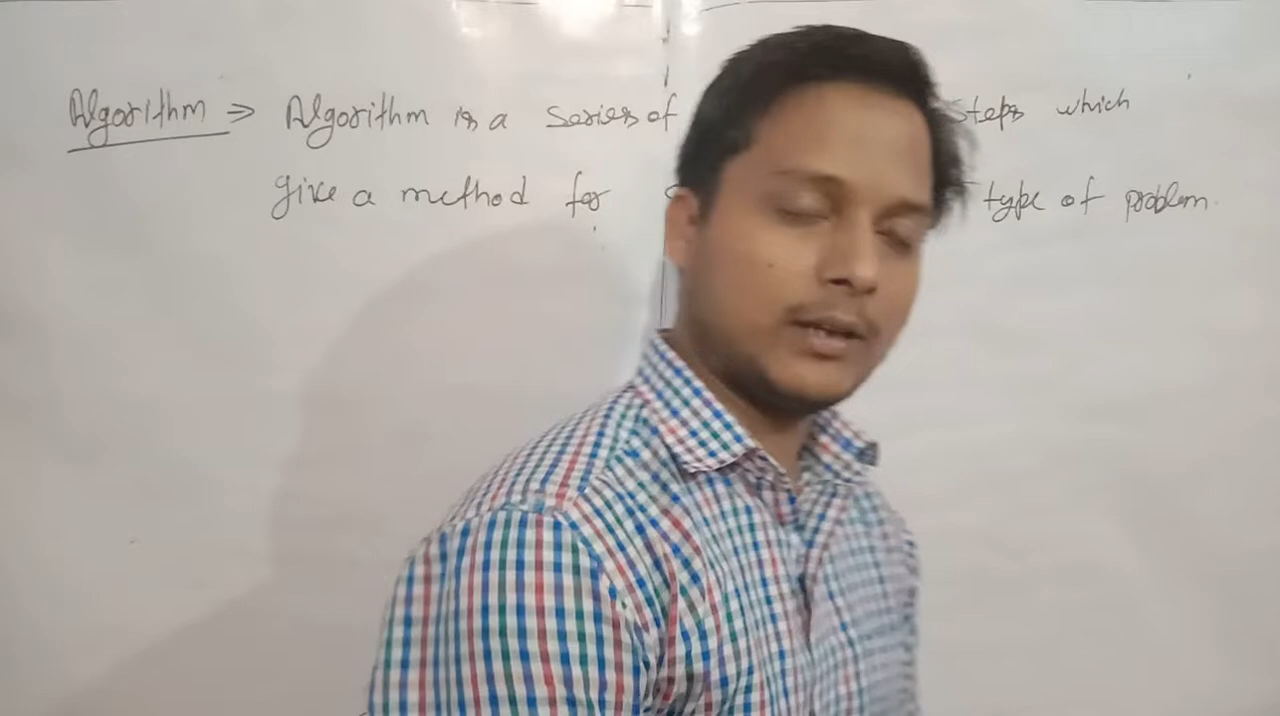 Algorithm ⇒ Algorithm is a series of steps which
give a method for type of problem.